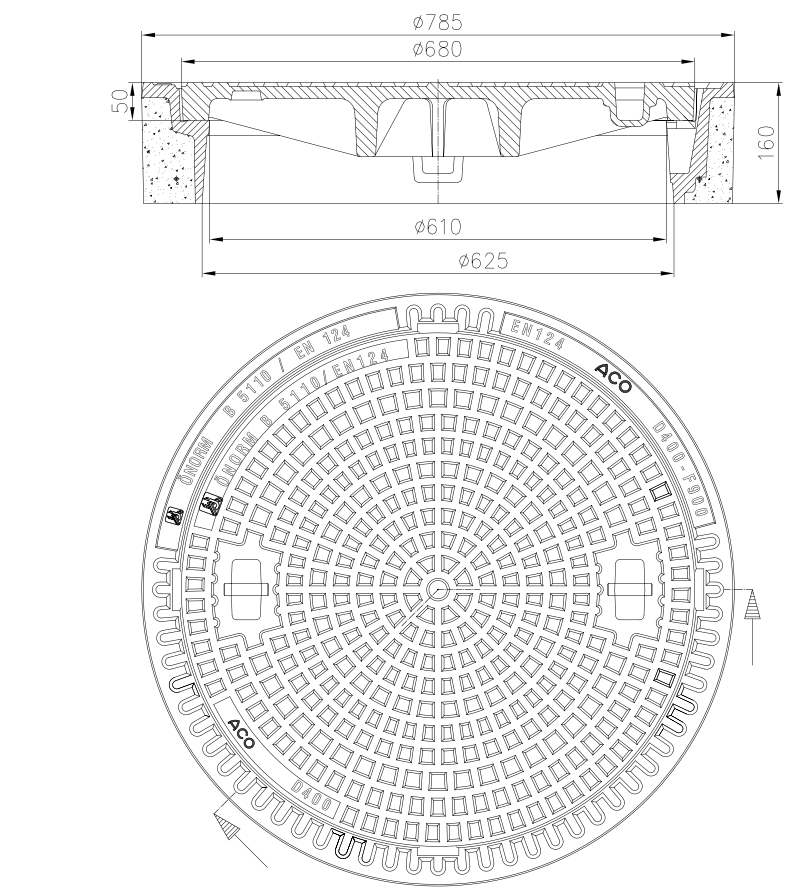 ø785
ø680
50
160
ø610
ø625
ÖNORM B 5110 / EN 124
EN124
ACO
D400-F900
ÖNORM B 5110/EN124
ACO
D400